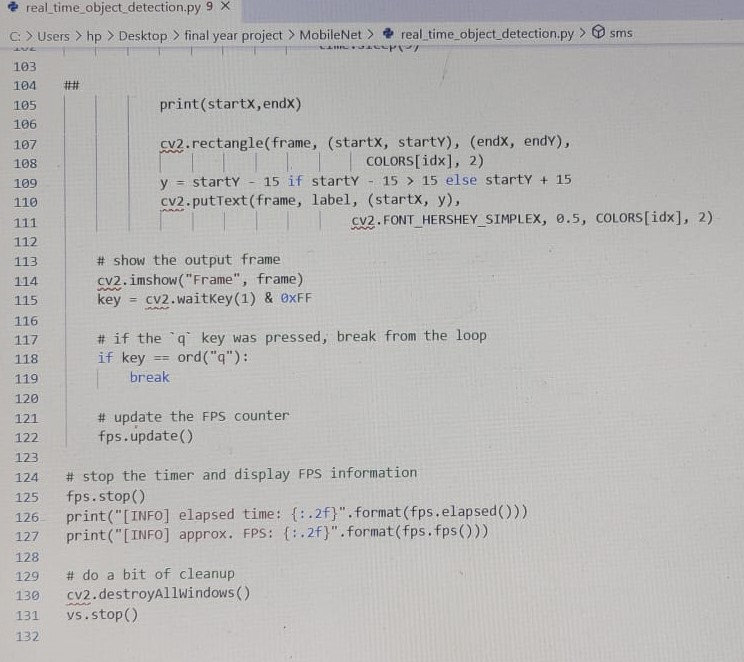 real_time_object_detection.py 9 ×
C: > Users > hp > Desktop > final year project > MobileNet > real_time_object_detection.py > sms
103
104 ##
105 print(startX,endX)
106
107 cv2.rectangle(frame, (startX, startY), (endX, endY),
108 COLORS[idx], 2)
109 y = startY - 15 if startY - 15 > 15 else startY + 15
110 cv2.putText(frame, label, (startX, y),
111 cv2.FONT_HERSHEY_SIMPLEX, 0.5, COLORS[idx], 2)
112
113 # show the output frame
114 cv2.imshow("Frame", frame)
115 key = cv2.waitKey(1) & 0xFF
116
117 # if the `q` key was pressed, break from the loop
118 if key == ord("q"):
119 break
120
121 # update the FPS counter
122 fps.update()
123
124 # stop the timer and display FPS information
125 fps.stop()
126 print("[INFO] elapsed time: {:.2f}".format(fps.elapsed()))
127 print("[INFO] approx. FPS: {:.2f}".format(fps.fps()))
128
129 # do a bit of cleanup
130 cv2.destroyAllWindows()
131 vs.stop()
132